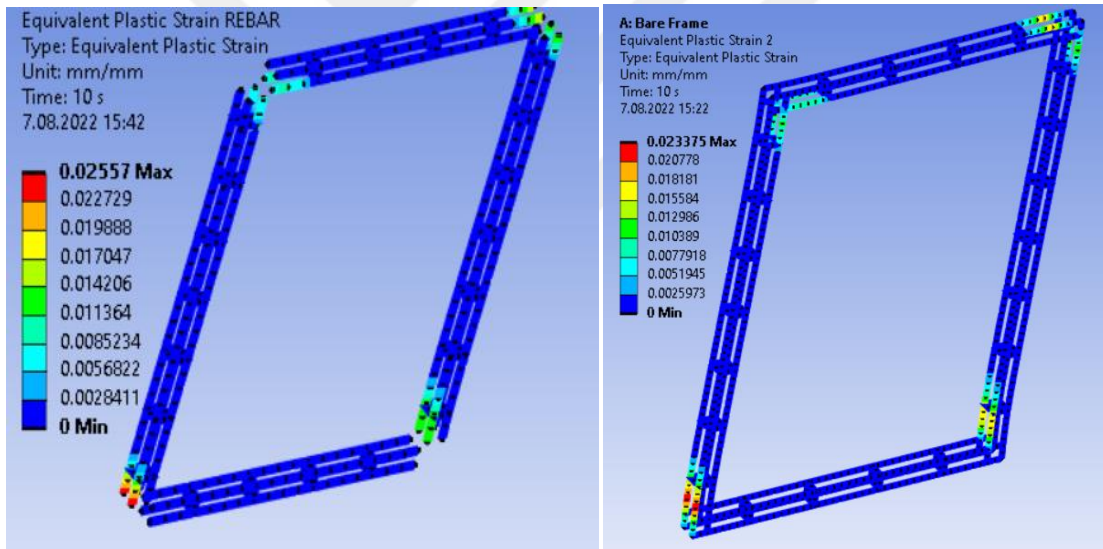 Equivalent Plastic Strain REBAR
Type: Equivalent Plastic Strain
Unit: mm/mm
Time: 10 s
7.08.2022 15:42
0.02557 Max
0.022729
0.019888
0.017047
0.014206
0.011364
0.0085234
0.0056822
0.0028411
0 Min
A: Bare Frame
Equivalent Plastic Strain 2
Type: Equivalent Plastic Strain
Unit: mm/mm
Time: 10 s
7.08.2022 15:22
0.023375 Max
0.020778
0.018181
0.015584
0.012986
0.010389
0.0077918
0.0051945
0.0025973
0 Min